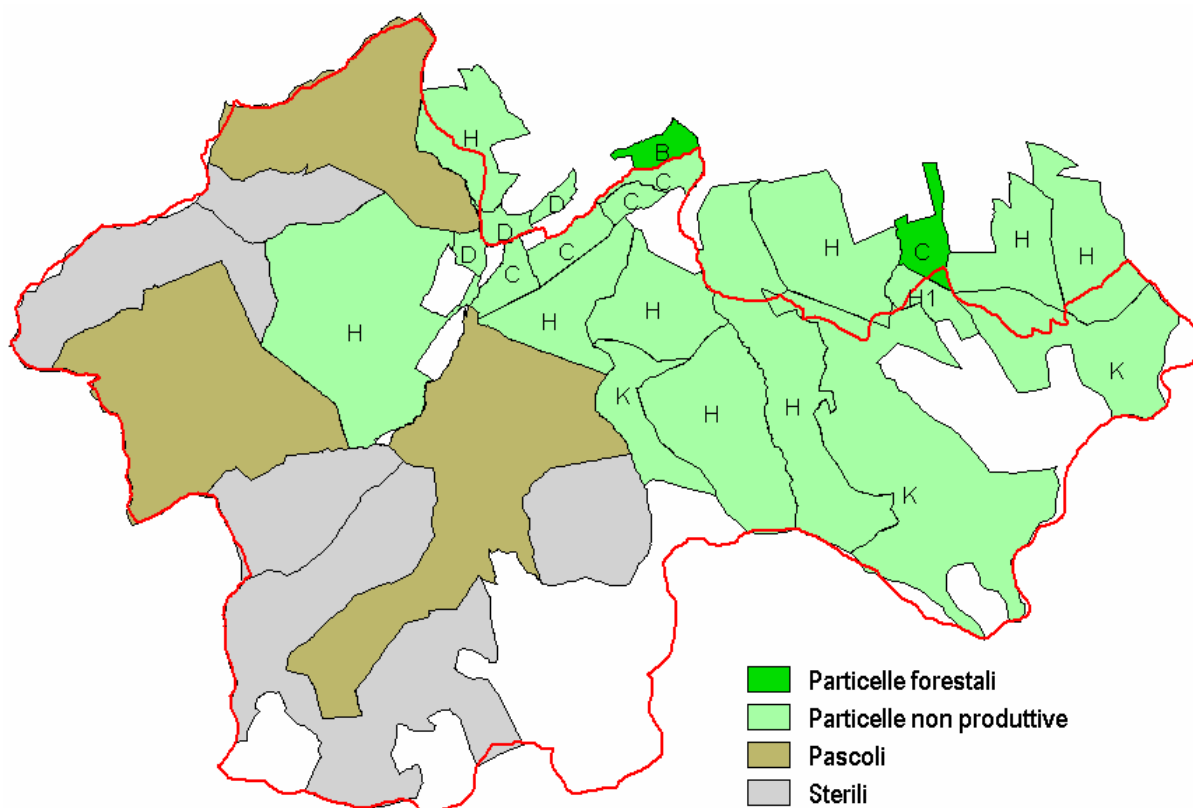 H
B
C
C
D
D
D
C
C
H
C
H
H
H1
H
H
H
K
K
H
H
K
Particelle forestali
Particelle non produttive
Pascoli
Sterili